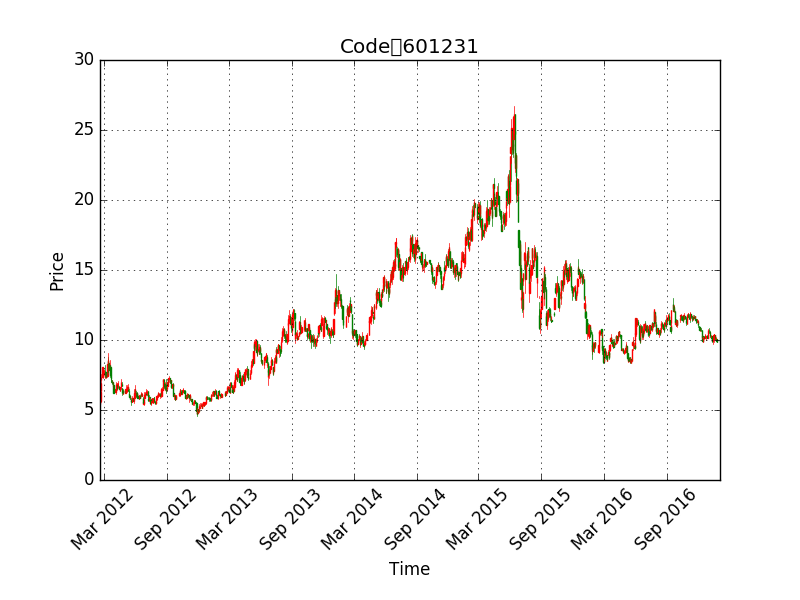 Code▯601231
30
25
20
15
10
5
0
Price
Mar 2012
Sep 2012
Mar 2013
Sep 2013
Mar 2014
Sep 2014
Mar 2015
Sep 2015
Mar 2016
Sep 2016
Time